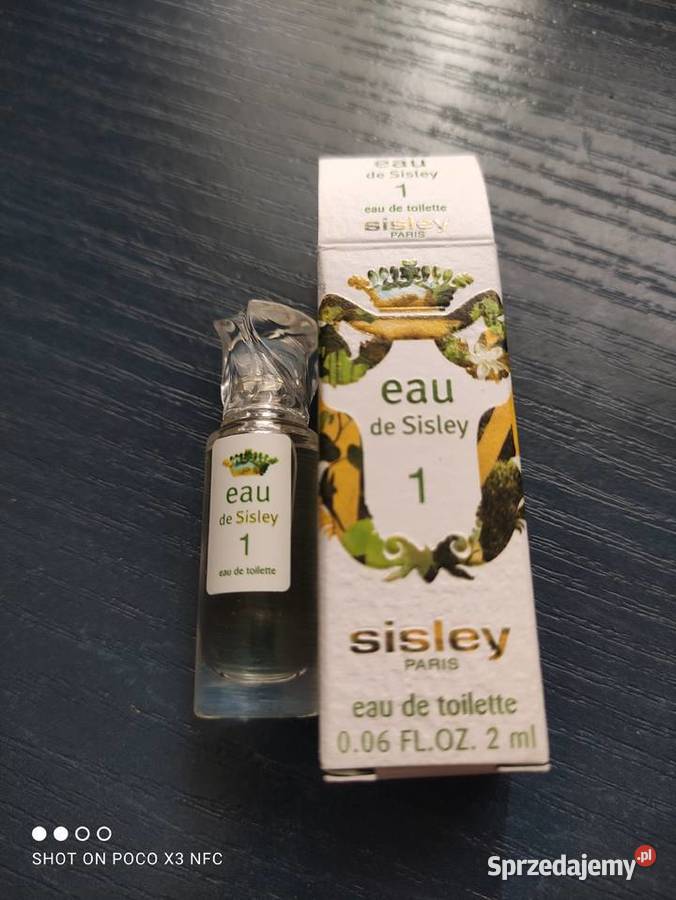 eau
de Sisley
1
eau de toilette
sisley
PARIS
eau
de Sisley
1
sisley
PARIS
eau de toilette
0.06 FL.OZ. 2 ml
eau
de Sisley
1
eau de toilette
SHOT ON POCO X3 NFC
Sprzedajemy.pl